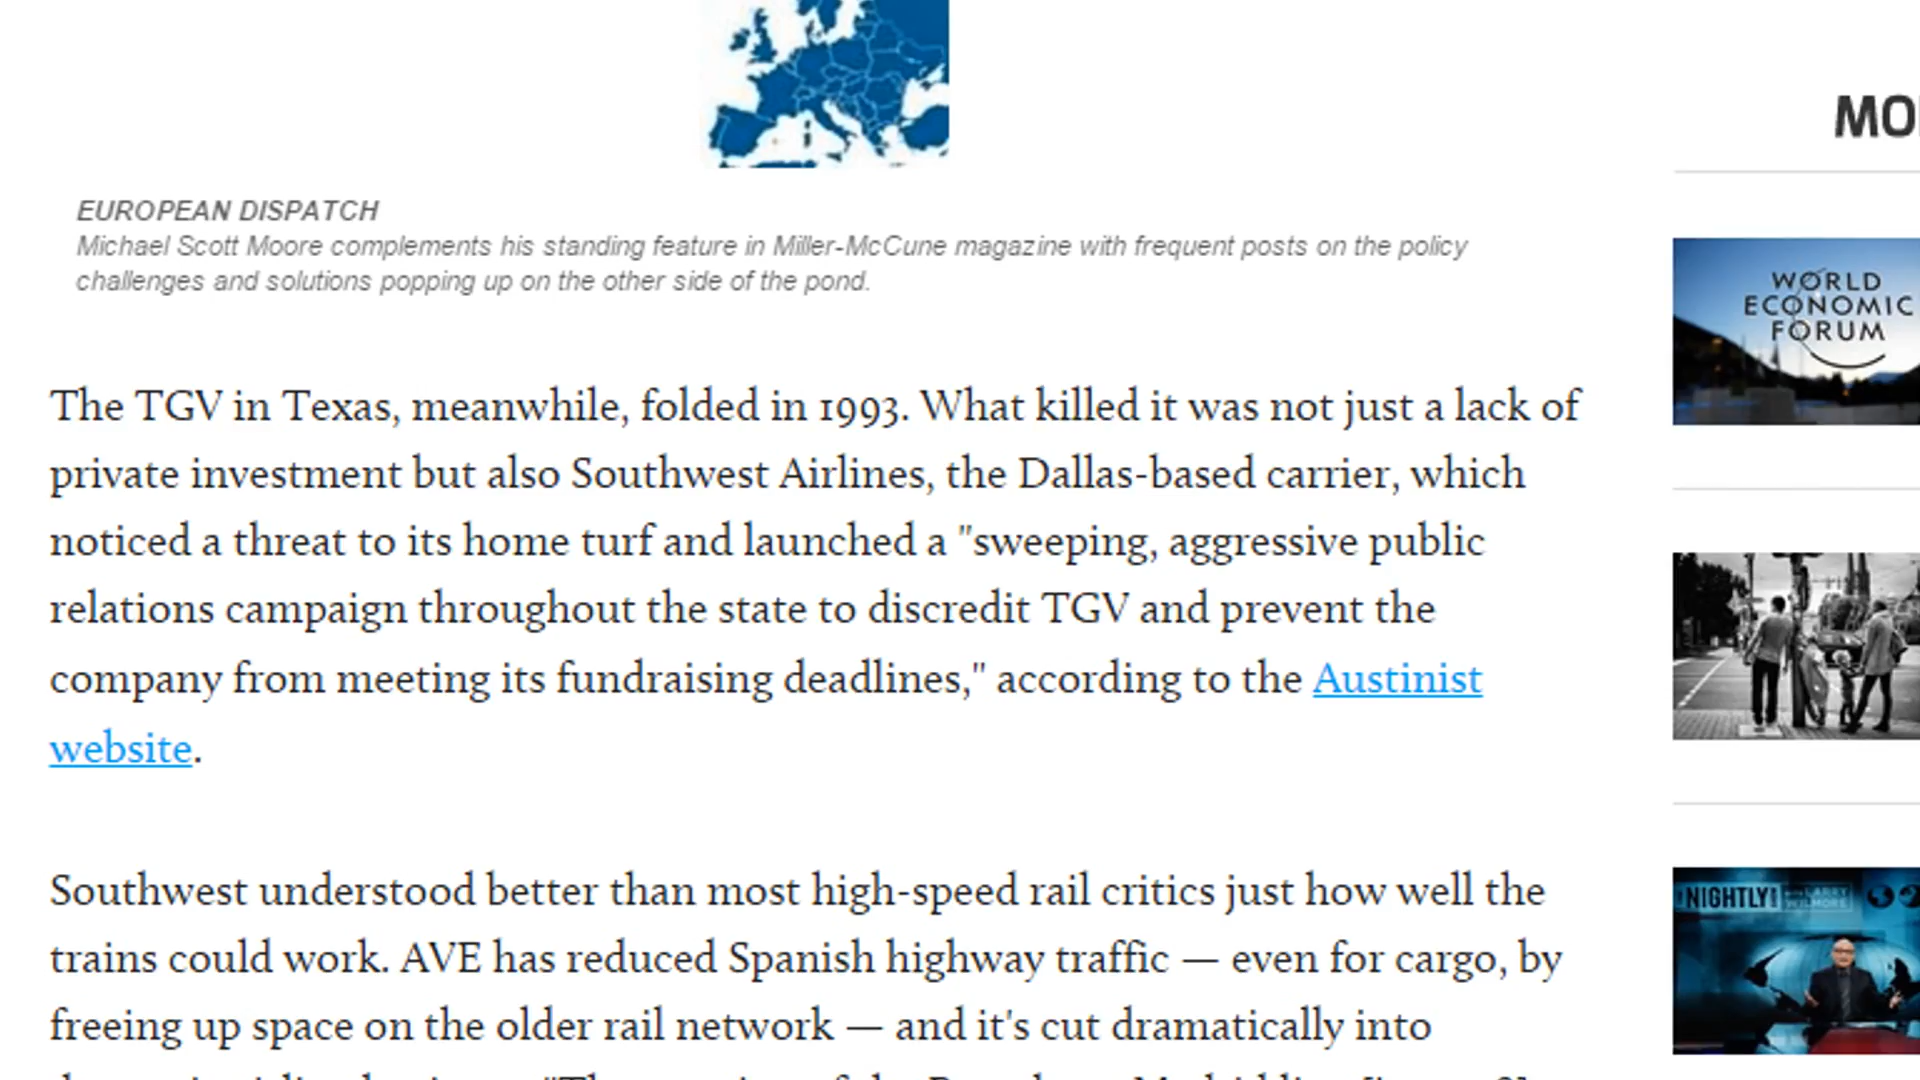 MO
EUROPEAN DISPATCH
Michael Scott Moore complements his standing feature in Miller-McCune magazine with frequent posts on the policy
challenges and solutions popping up on the other side of the pond.
WORLD
ECONOMIC
FORUM
The TGV in Texas, meanwhile, folded in 1993. What killed it was not just a lack of
private investment but also Southwest Airlines, the Dallas-based carrier, which
noticed a threat to its home turf and launched a "sweeping, aggressive public
relations campaign throughout the state to discredit TGV and prevent the
company from meeting its fundraising deadlines," according to the Austinist
website.
Southwest understood better than most high-speed rail critics just how well the
trains could work. AVE has reduced Spanish highway traffic — even for cargo, by
freeing up space on the older rail network — and it's cut dramatically into
NIGHTLY
LARRY
WILMORE